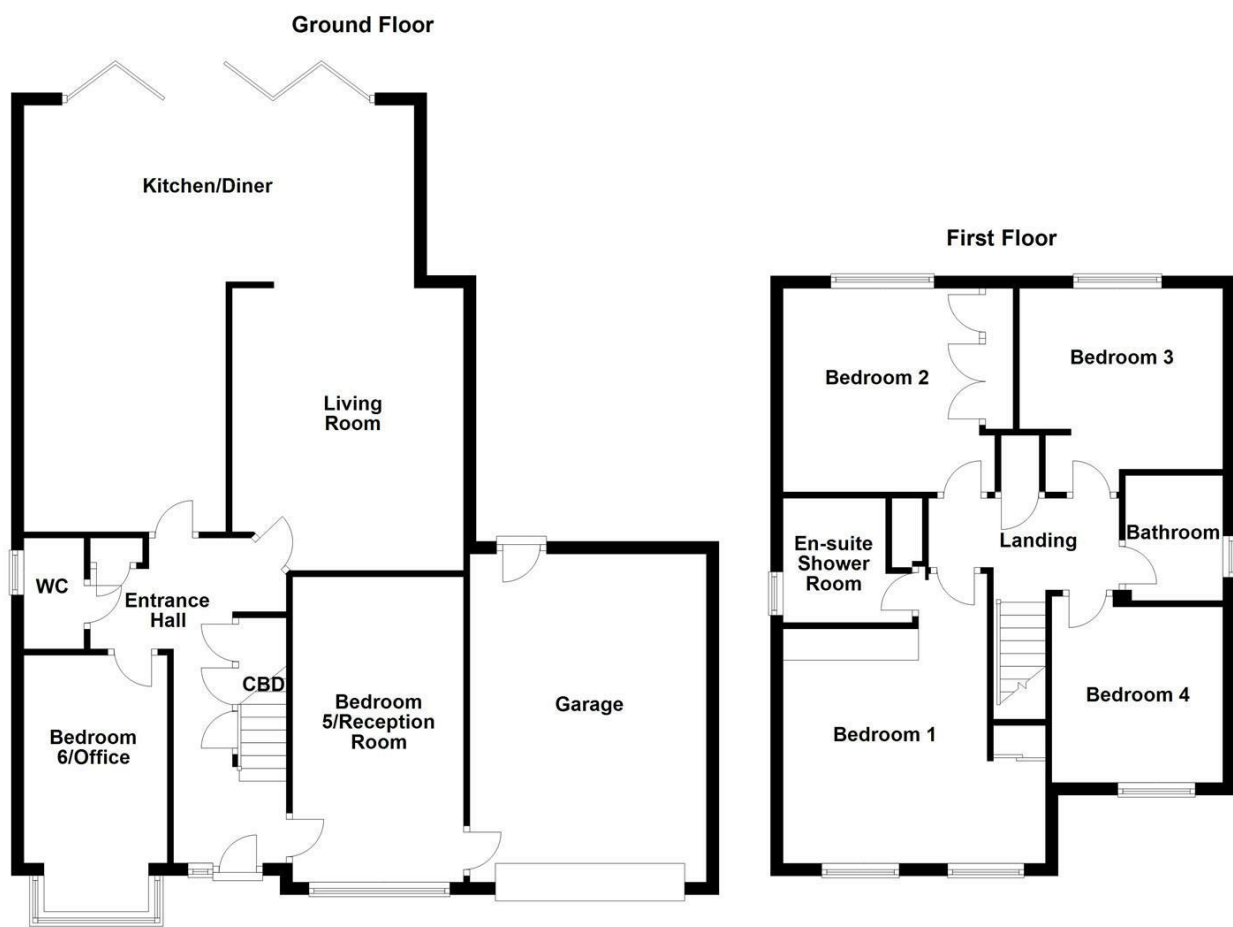 Ground Floor
Kitchen/Diner
Living
Room
WC
Entrance
Hall
CBD
Bedroom
5/Reception
Room
Garage
Bedroom
6/Office
First Floor
Bedroom 2
Bedroom 3
En-suite
Shower
Room
Landing
Bathroom
Bedroom 1
Bedroom 4